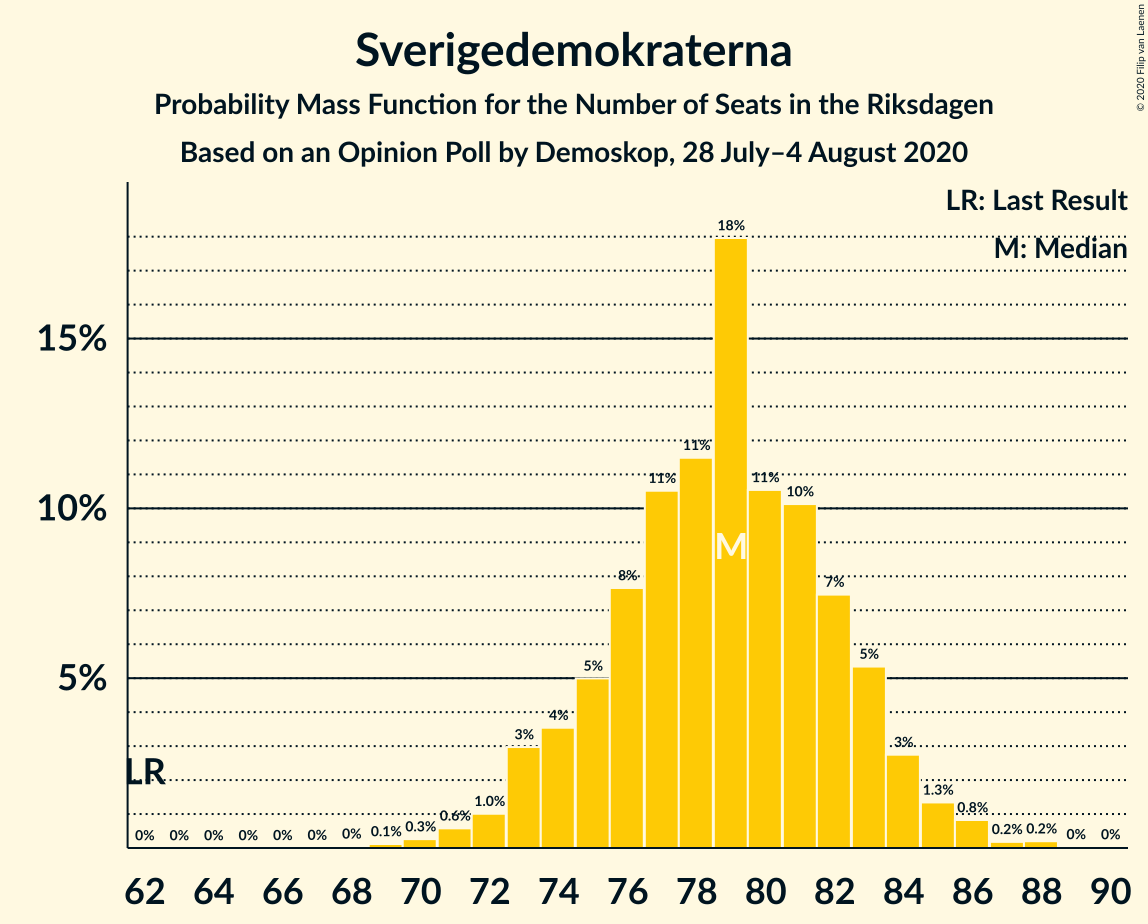 Sverigedemokraterna
Probability Mass Function for the Number of Seats in the Riksdagen
Based on an Opinion Poll by Demoskop, 28 July–4 August 2020
© 2020 Filip van Laenen
LR: Last Result
M: Median
15%
10%
5%
LR
M
0% 0% 0% 0% 0% 0% 0% 0.1% 0.3% 0.6% 1.0% 3% 4% 5% 8% 11% 11% 18% 11% 10% 7% 5% 3% 1.3% 0.8% 0.2% 0.2% 0% 0%
62 64 66 68 70 72 74 76 78 80 82 84 86 88 90